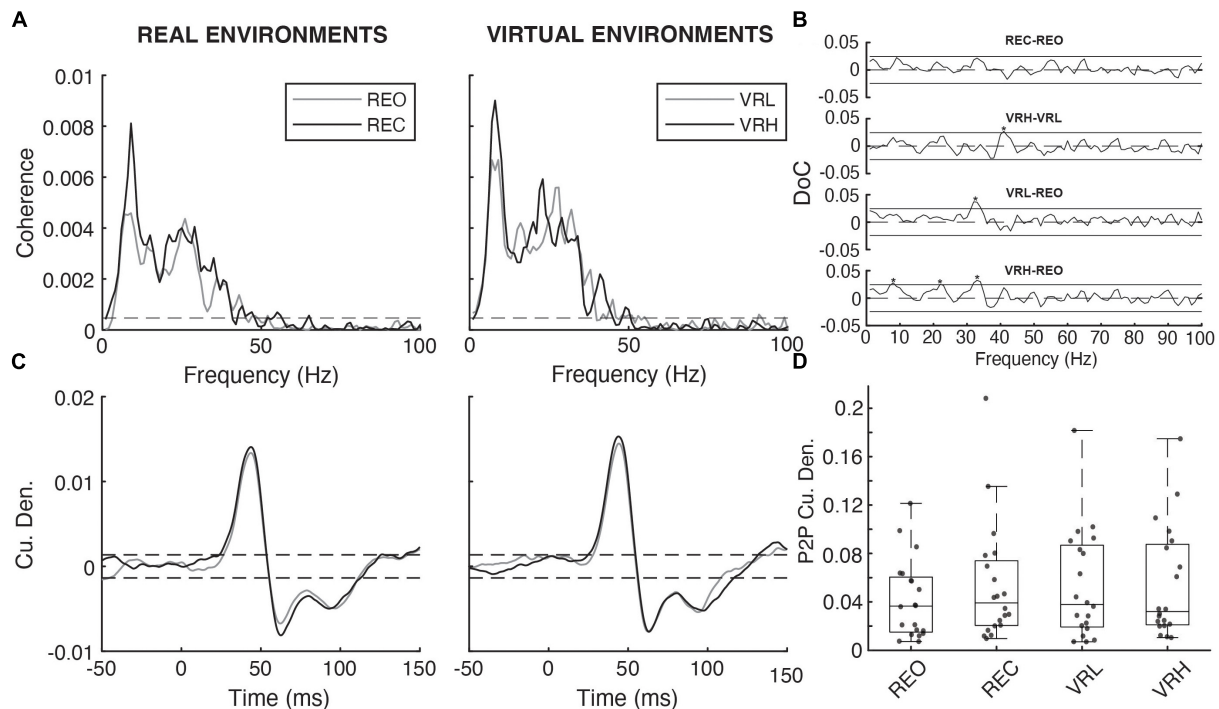 A
REAL ENVIRONMENTS
VIRTUAL ENVIRONMENTS
0.01
0.008
0.006
0.004
0.002
0
Coherence
REO
REC
0
50
100
Frequency (Hz)
VRL
VRH
0
50
100
Frequency (Hz)
B
REC-REO
0.05
0
-0.05
VRH-VRL
*
0.05
0
-0.05
VRL-REO
*
0.05
0
-0.05
VRH-REO
* * *
0.05
0
-0.05
DoC
0 10 20 30 40 50 60 70 80 90 100
Frequency (Hz)
C
0.02
0.01
0
-0.01
Cu. Den.
-50 0 50 100 150
Time (ms)
-50 0 50 100 150
Time (ms)
D
0.2
0.16
0.12
0.08
0.04
0
P2P Cu. Den.
REO
REC
VRL
VRH